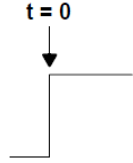 t = 0